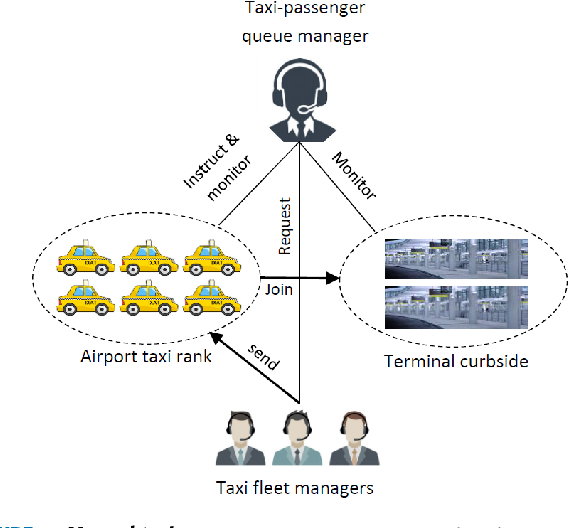 Taxi-passenger
queue manager
Instruct &
monitor
Monitor
Request
Join
Airport taxi rank
Terminal curbside
send
Taxi fleet managers